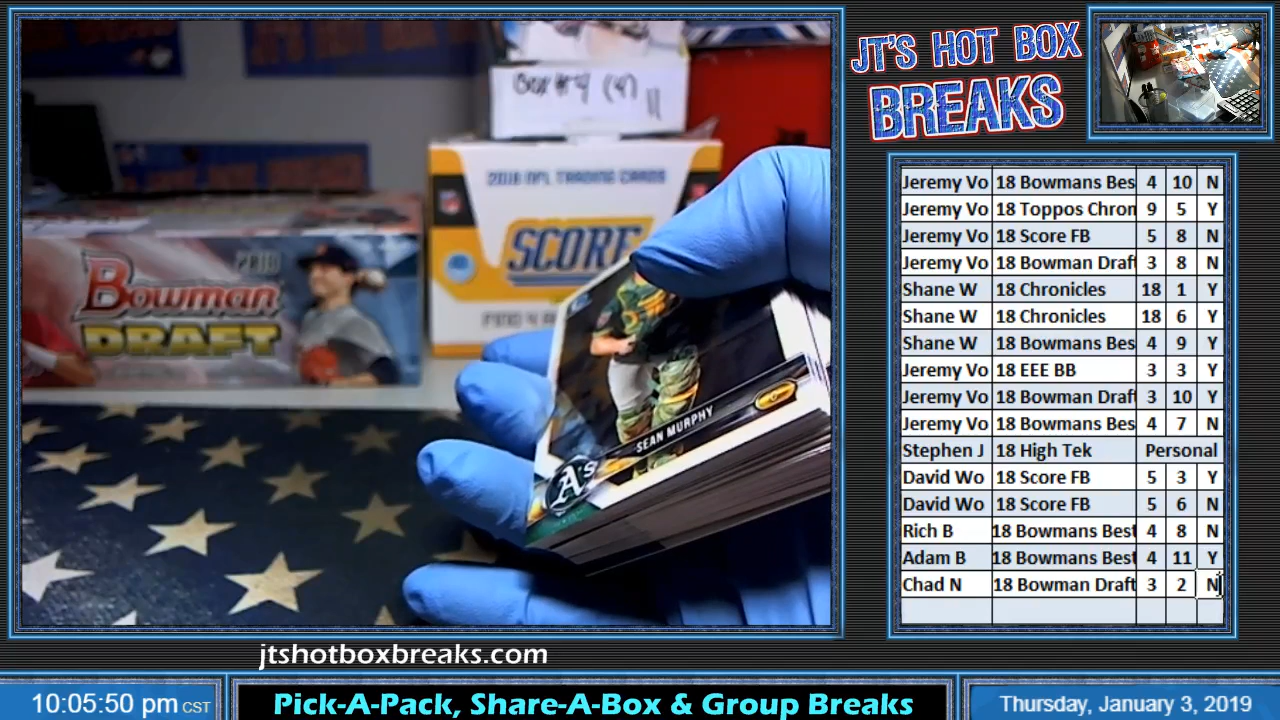 Box #4 (4) 11
2018 NFL TRADING CARDS
SCORE
2018
Bowman
DRAFT
SEAN MURPHY
A's
JT'S HOT BOX
BREAKS
Jeremy Vo 18 Bowmans Bes 4 10 N
Jeremy Vo 18 Toppos Chron 9 5 Y
Jeremy Vo 18 Score FB 5 8 N
Jeremy Vo 18 Bowman Draft 3 8 N
Shane W 18 Chronicles 18 1 Y
Shane W 18 Chronicles 18 6 Y
Shane W 18 Bowmans Bes 4 9 Y
Jeremy Vo 18 EEE BB 3 3 Y
Jeremy Vo 18 Bowman Draft 3 10 Y
Jeremy Vo 18 Bowmans Bes 4 7 N
Stephen J 18 High Tek Personal
David Wo 18 Score FB 5 3 Y
David Wo 18 Score FB 5 6 N
Rich B 18 Bowmans Best 4 8 N
Adam B 18 Bowmans Best 4 11 Y
Chad N 18 Bowman Draft 3 2 N
jtshotboxbreaks.com
10:05:50 pm CST
Pick-A-Pack, Share-A-Box & Group Breaks
Thursday, January 3, 2019